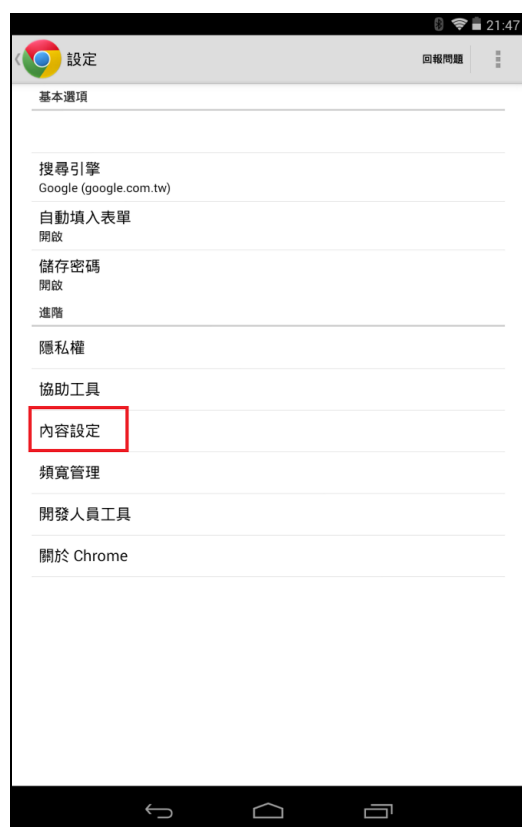 21:47
設定
回報問題
基本選項
搜尋引擎
Google (google.com.tw)
自動填入表單
開啟
儲存密碼
開啟
進階
隱私權
協助工具
內容設定
頻寬管理
開發人員工具
關於 Chrome